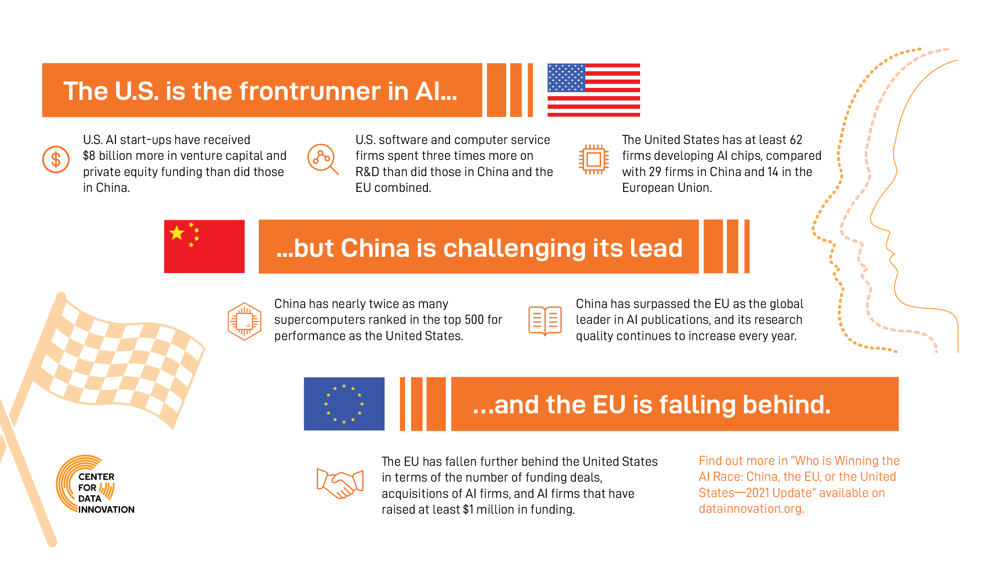 The U.S. is the frontrunner in AI...
U.S. AI start-ups have received
$8 billion more in venture capital and
private equity funding than did those
in China.
U.S. software and computer service
firms spent three times more on
R&D than did those in China and the
EU combined.
The United States has at least 62
firms developing AI chips, compared
with 29 firms in China and 14 in the
European Union.
...but China is challenging its lead
China has nearly twice as many
supercomputers ranked in the top 500 for
performance as the United States.
China has surpassed the EU as the global
leader in AI publications, and its research
quality continues to increase every year.
...and the EU is falling behind.
The EU has fallen further behind the United States
in terms of the number of funding deals,
acquisitions of AI firms, and AI firms that have
raised at least $1 million in funding.
Find out more in “Who is Winning the
AI Race: China, the EU, or the United
States—2021 Update” available on
datainnovation.org.
CENTER
FOR
DATA
INNOVATION